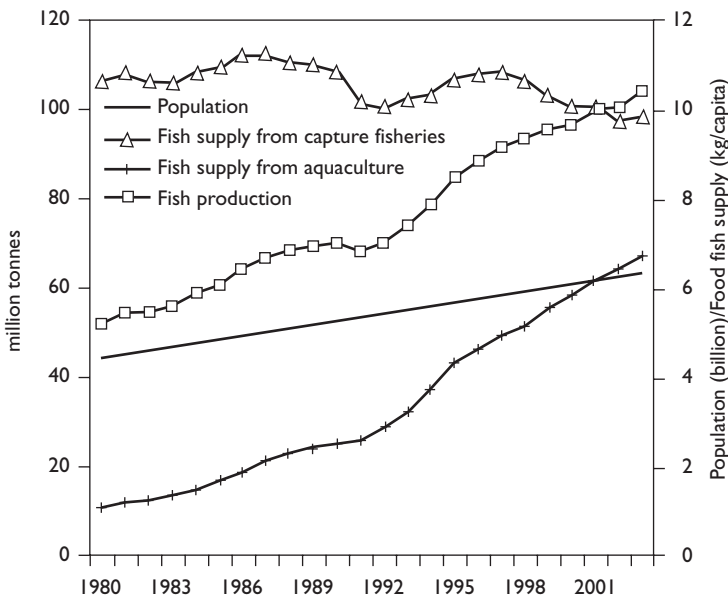 120
100
80
60
40
20
0
million tonnes
Population
Fish supply from capture fisheries
Fish supply from aquaculture
Fish production
12
10
8
6
4
2
0
Population (billion)/Food fish supply (kg/capita)
1980 1983 1986 1989 1992 1995 1998 2001